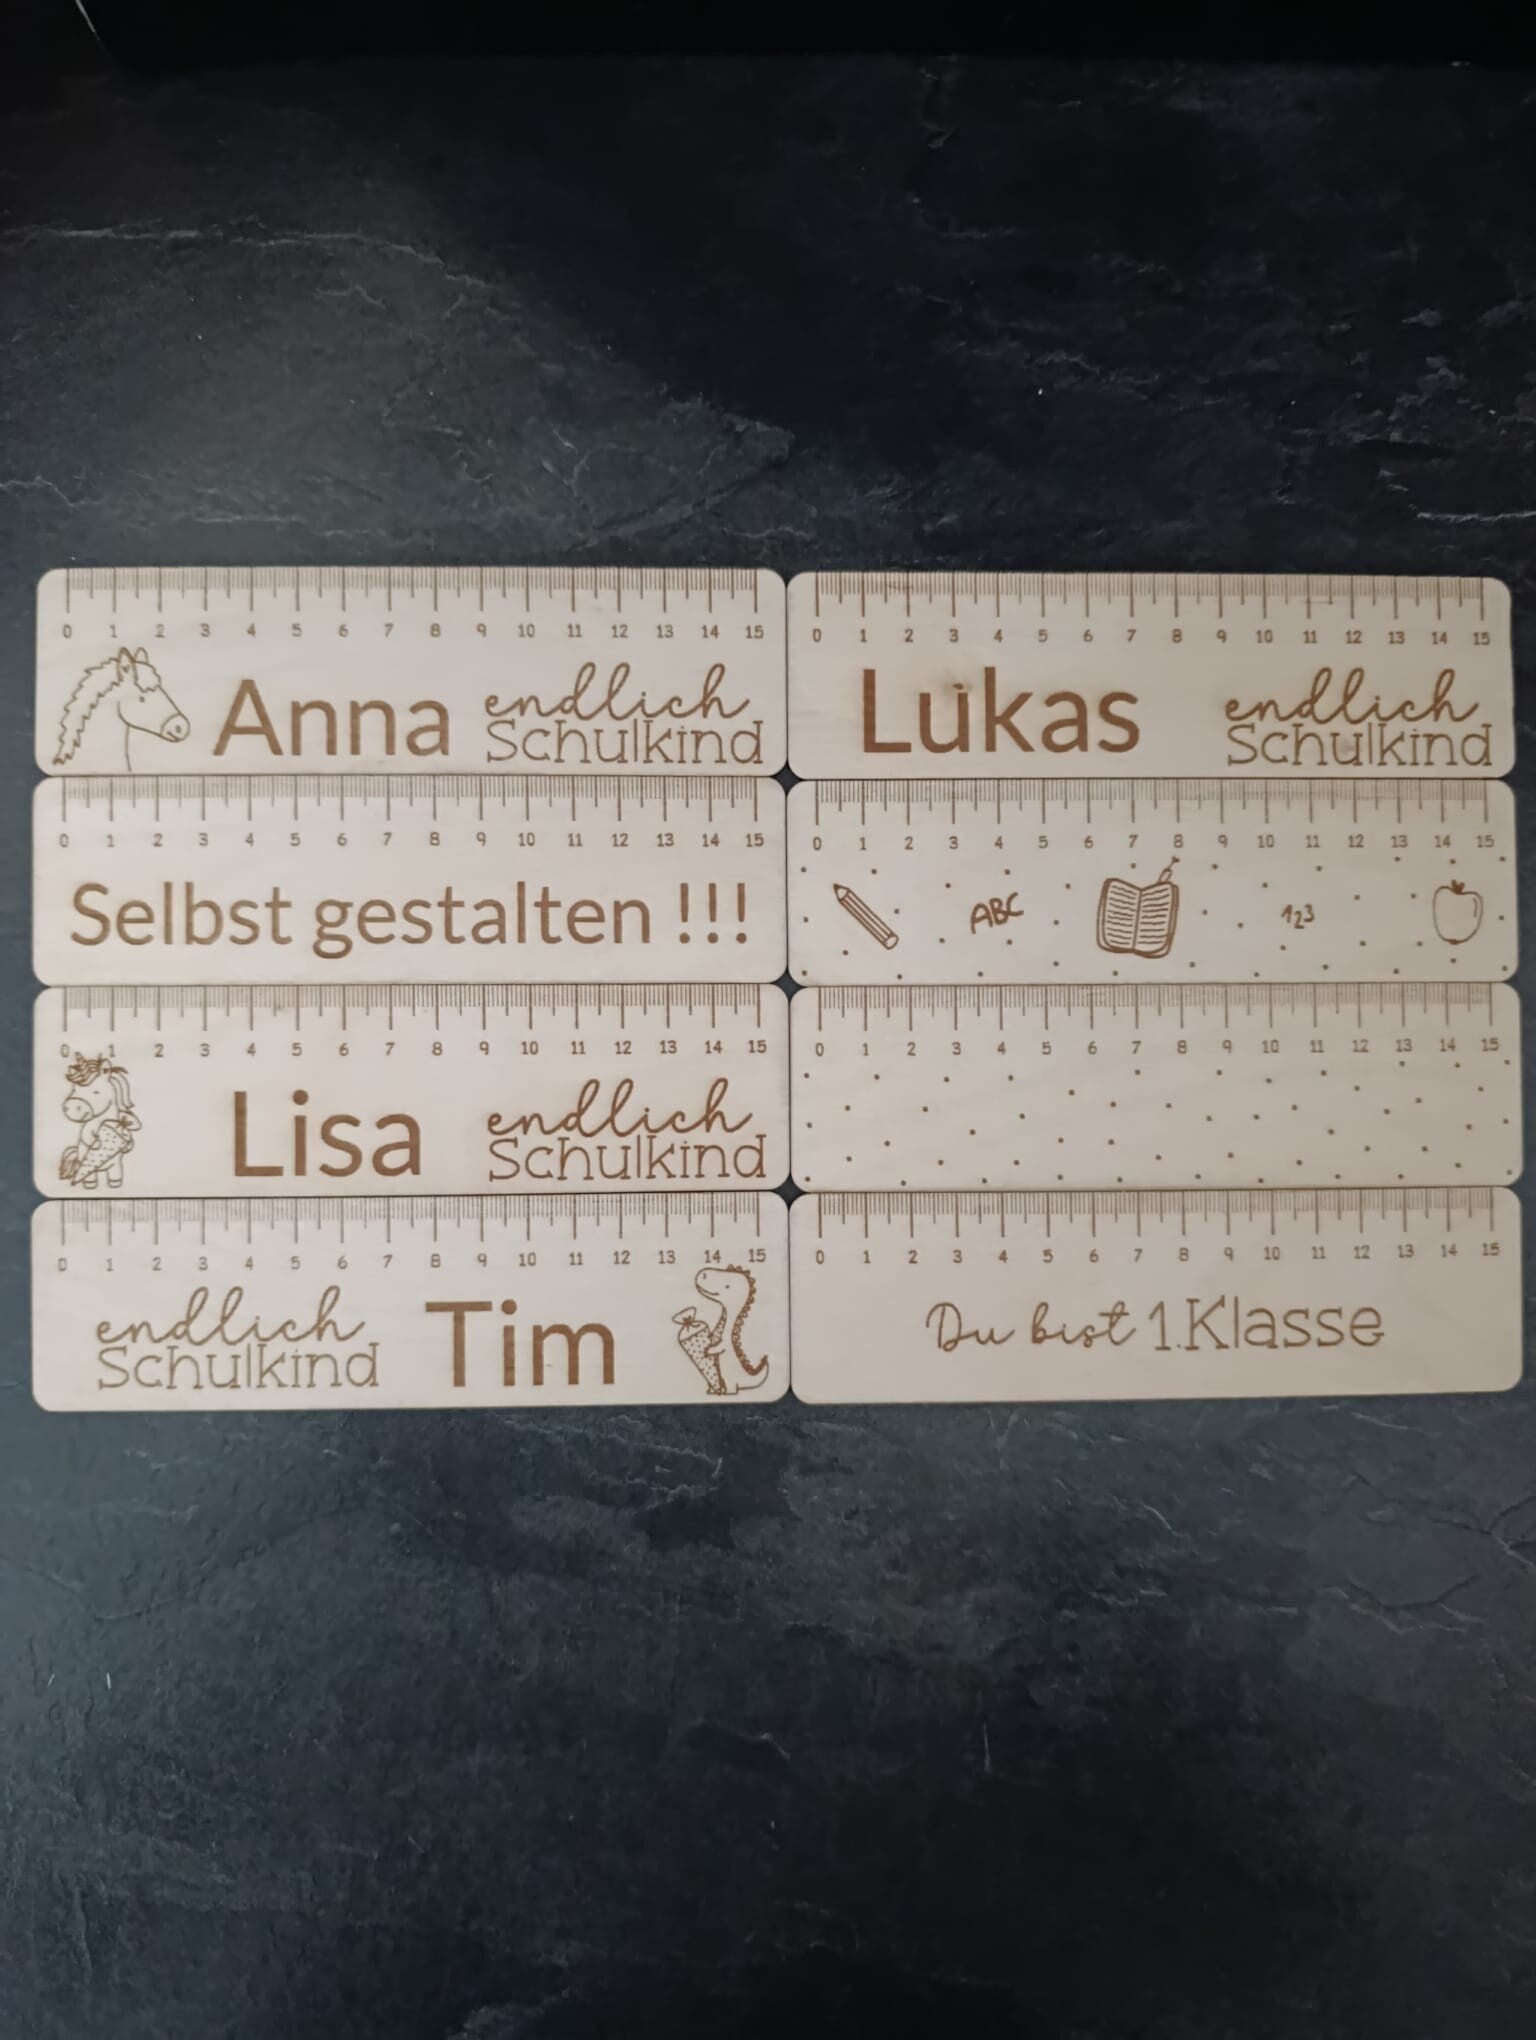 0 1 2 3 4 5 6 7 8 9 10 11 12 13 14 15
Anna endlich
Schulkind
0 1 2 3 4 5 6 7 8 9 10 11 12 13 14 15
Lukas endlich
Schulkind
0 1 2 3 4 5 6 7 8 9 10 11 12 13 14 15
Selbst gestalten !!!
0 1 2 3 4 5 6 7 8 9 10 11 12 13 14 15
ABC 123
0 1 2 3 4 5 6 7 8 9 10 11 12 13 14 15
Lisa endlich
Schulkind
0 1 2 3 4 5 6 7 8 9 10 11 12 13 14 15
0 1 2 3 4 5 6 7 8 9 10 11 12 13 14 15
endlich
Schulkind Tim
0 1 2 3 4 5 6 7 8 9 10 11 12 13 14 15
Du bist 1.Klasse